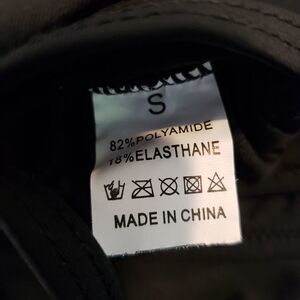 S
82% POLYAMIDE
18% ELASTHANE
MADE IN CHINA